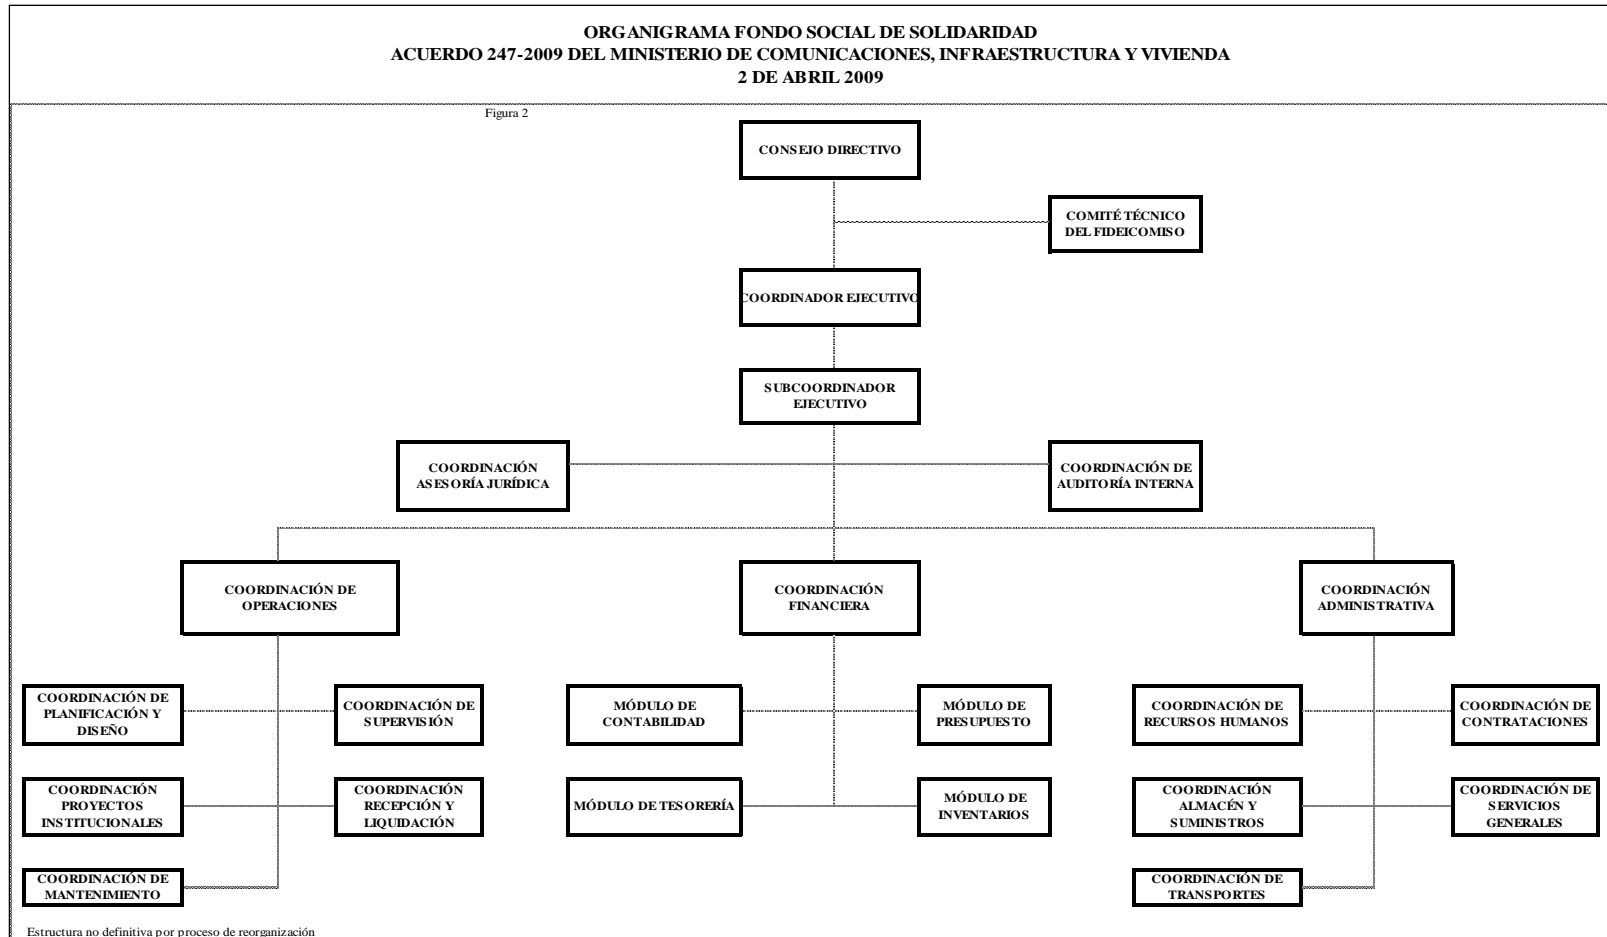 ORGANIGRAMA FONDO SOCIAL DE SOLIDARIDAD
ACUERDO 247-2009 DEL MINISTERIO DE COMUNICACIONES, INFRAESTRUCTURA Y VIVIENDA
2 DE ABRIL 2009
Figura 2
CONSEJO DIRECTIVO
COMITÉ TÉCNICO
DEL FIDEICOMISO
COORDINADOR EJECUTIVO
SUBCOORDINADOR
EJECUTIVO
COORDINACIÓN
ASESORÍA JURÍDICA
COORDINACIÓN DE
AUDITORÍA INTERNA
COORDINACIÓN DE
OPERACIONES
COORDINACIÓN
FINANCIERA
COORDINACIÓN
ADMINISTRATIVA
COORDINACIÓN DE
PLANIFICACIÓN Y
DISEÑO
COORDINACIÓN DE
SUPERVISIÓN
MÓDULO DE
CONTABILIDAD
MÓDULO DE
PRESUPUESTO
COORDINACIÓN DE
RECURSOS HUMANOS
COORDINACIÓN DE
CONTRATACIONES
COORDINACIÓN
PROYECTOS
INSTITUCIONALES
COORDINACIÓN
RECEPCIÓN Y
LIQUIDACIÓN
MÓDULO DE TESORERÍA
MÓDULO DE
INVENTARIOS
COORDINACIÓN
ALMACÉN Y
SUMINISTROS
COORDINACIÓN DE
SERVICIOS
GENERALES
COORDINACIÓN DE
MANTENIMIENTO
COORDINACIÓN DE
TRANSPORTES
Estructura no definitiva por proceso de reorganización